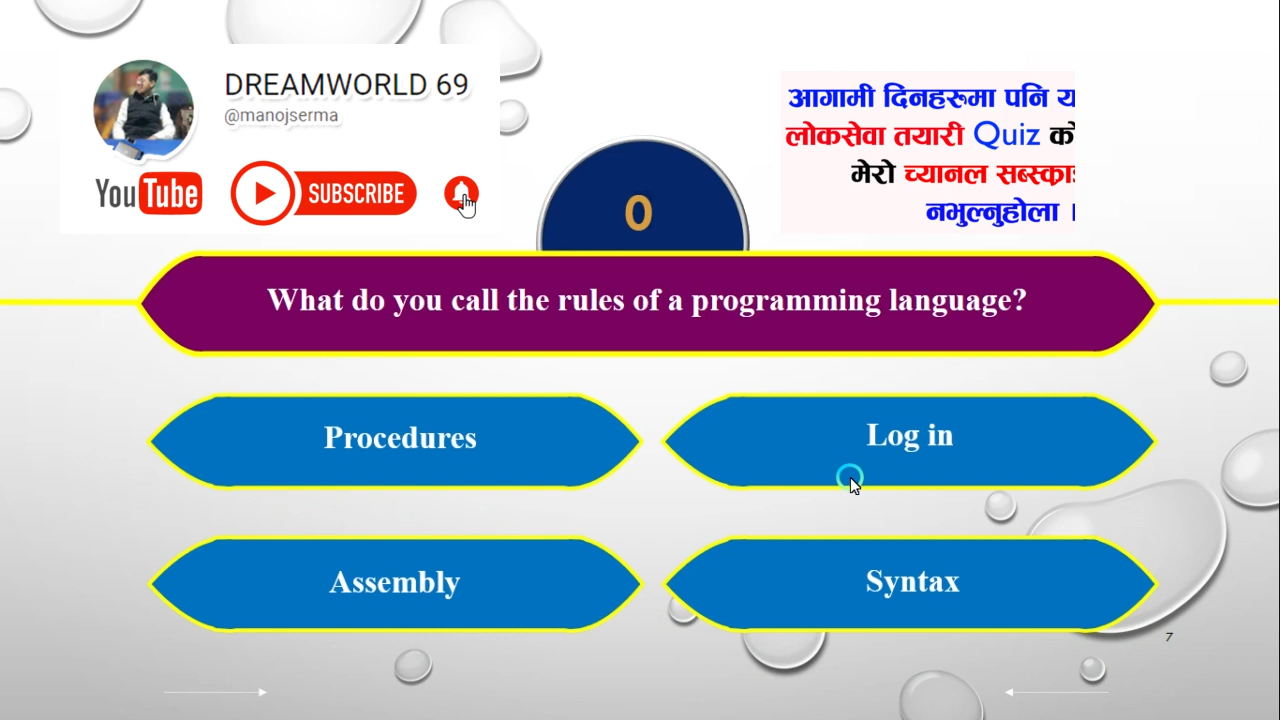 DREAMWORLD 69
@manojserma
YouTube
SUBSCRIBE
आगामी दिनहरुमा पनि
लोकसेवा तयारी Quiz
मेरो च्यानल
नभुल्नुहोला ।
0
What do you call the rules of a programming language?
Procedures
Log in
Assembly
Syntax
7